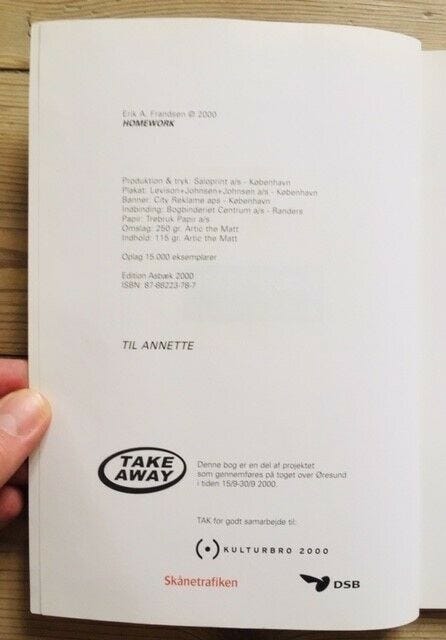 Erik A. Frandsen © 2000
HOMEWORK
Produktion & tryk: Saloprint a/s - København
Plakat: Levison+Johnsen+Johnsen a/s - København
Banner: City Reklame aps - København
Indbinding: Bogbinderiet Centrum a/s - Randers
Papir: Trebruk Papir a/s
Omslag: 250 gr. Artic the Matt
Indhold: 115 gr. Artic the Matt
Oplag 15.000 eksemplarer
Edition Asbæk 2000
ISBN: 87-88223-78-7
TIL ANNETTE
TAKE
AWAY
Denne bog er en del af projektet
som gennemføres på toget over Øresund
i tiden 15/9-30/9 2000.
TAK for godt samarbejde til:
KULTURBRO 2000
Skånetrafiken
DSB